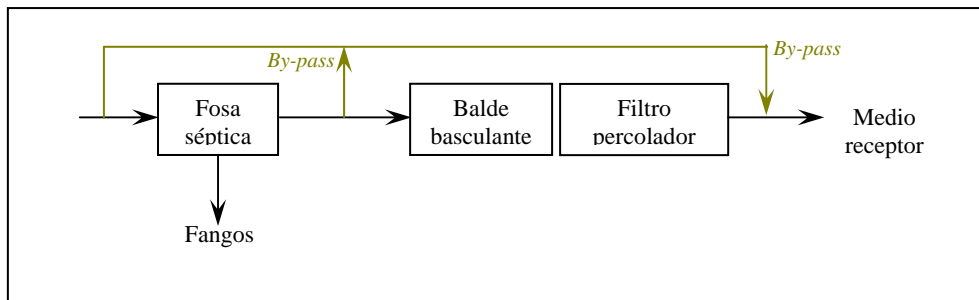 By-pass
By-pass
Fosa
séptica
Balde
basculante
Filtro
percolador
Medio
receptor
Fangos